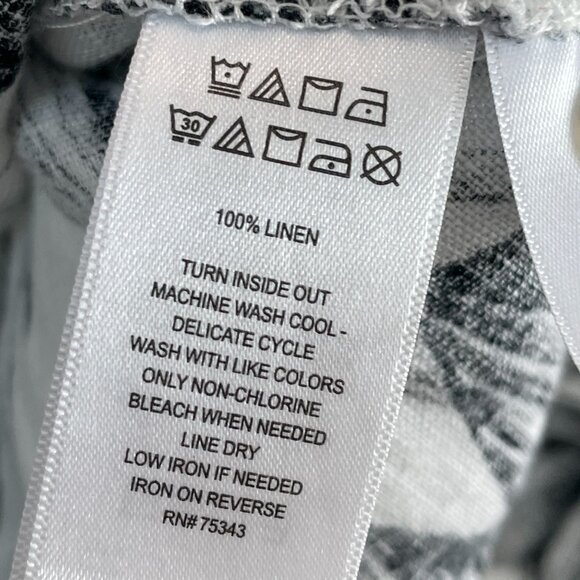 30
100% LINEN
TURN INSIDE OUT
MACHINE WASH COOL-
DELICATE CYCLE
WASH WITH LIKE COLORS
ONLY NON-CHLORINE
BLEACH WHEN NEEDED
LINE DRY
LOW IRON IF NEEDED
IRON ON REVERSE
RN# 75343